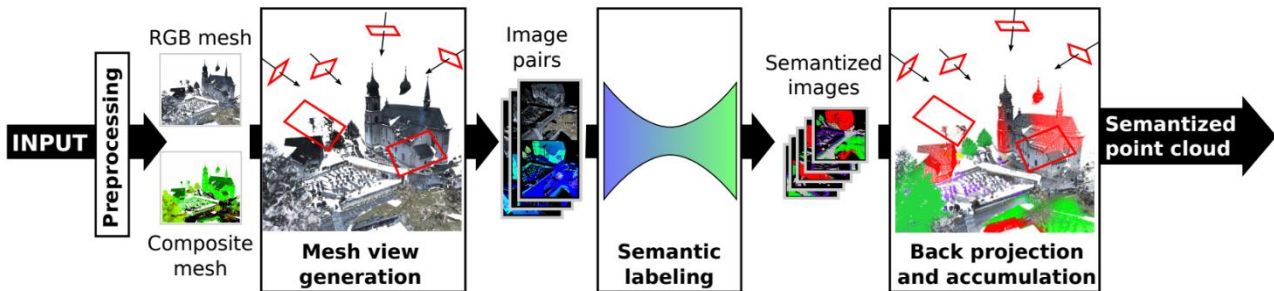 INPUT
Preprocessing
RGB mesh
Composite
mesh
Mesh view
generation
Image
pairs
Semantic
labeling
Semantized
images
Back projection
and accumulation
Semantized
point cloud